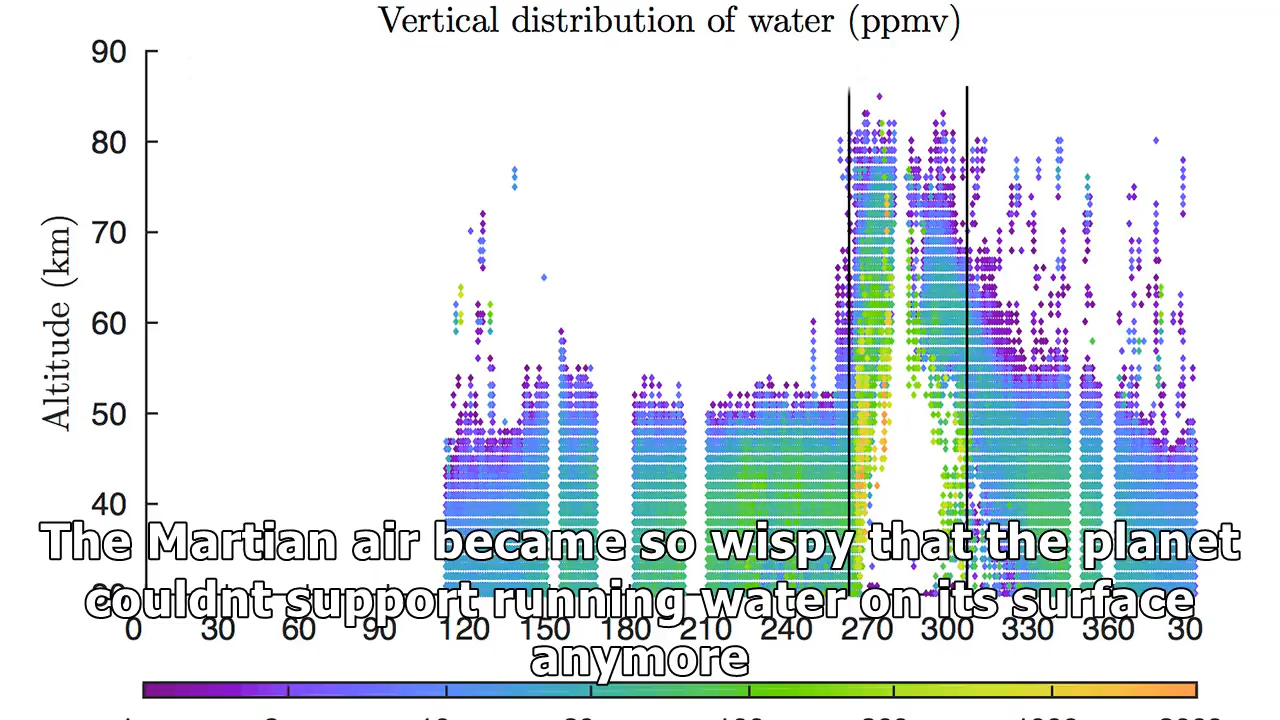 Vertical distribution of water (ppmv)
90
80
70
60
50
40
Altitude (km)
The Martian air became so wispy that the planet
couldnt support running water on its surface
anymore
0 30 60 90 120 150 180 210 240 270 300 330 360 30